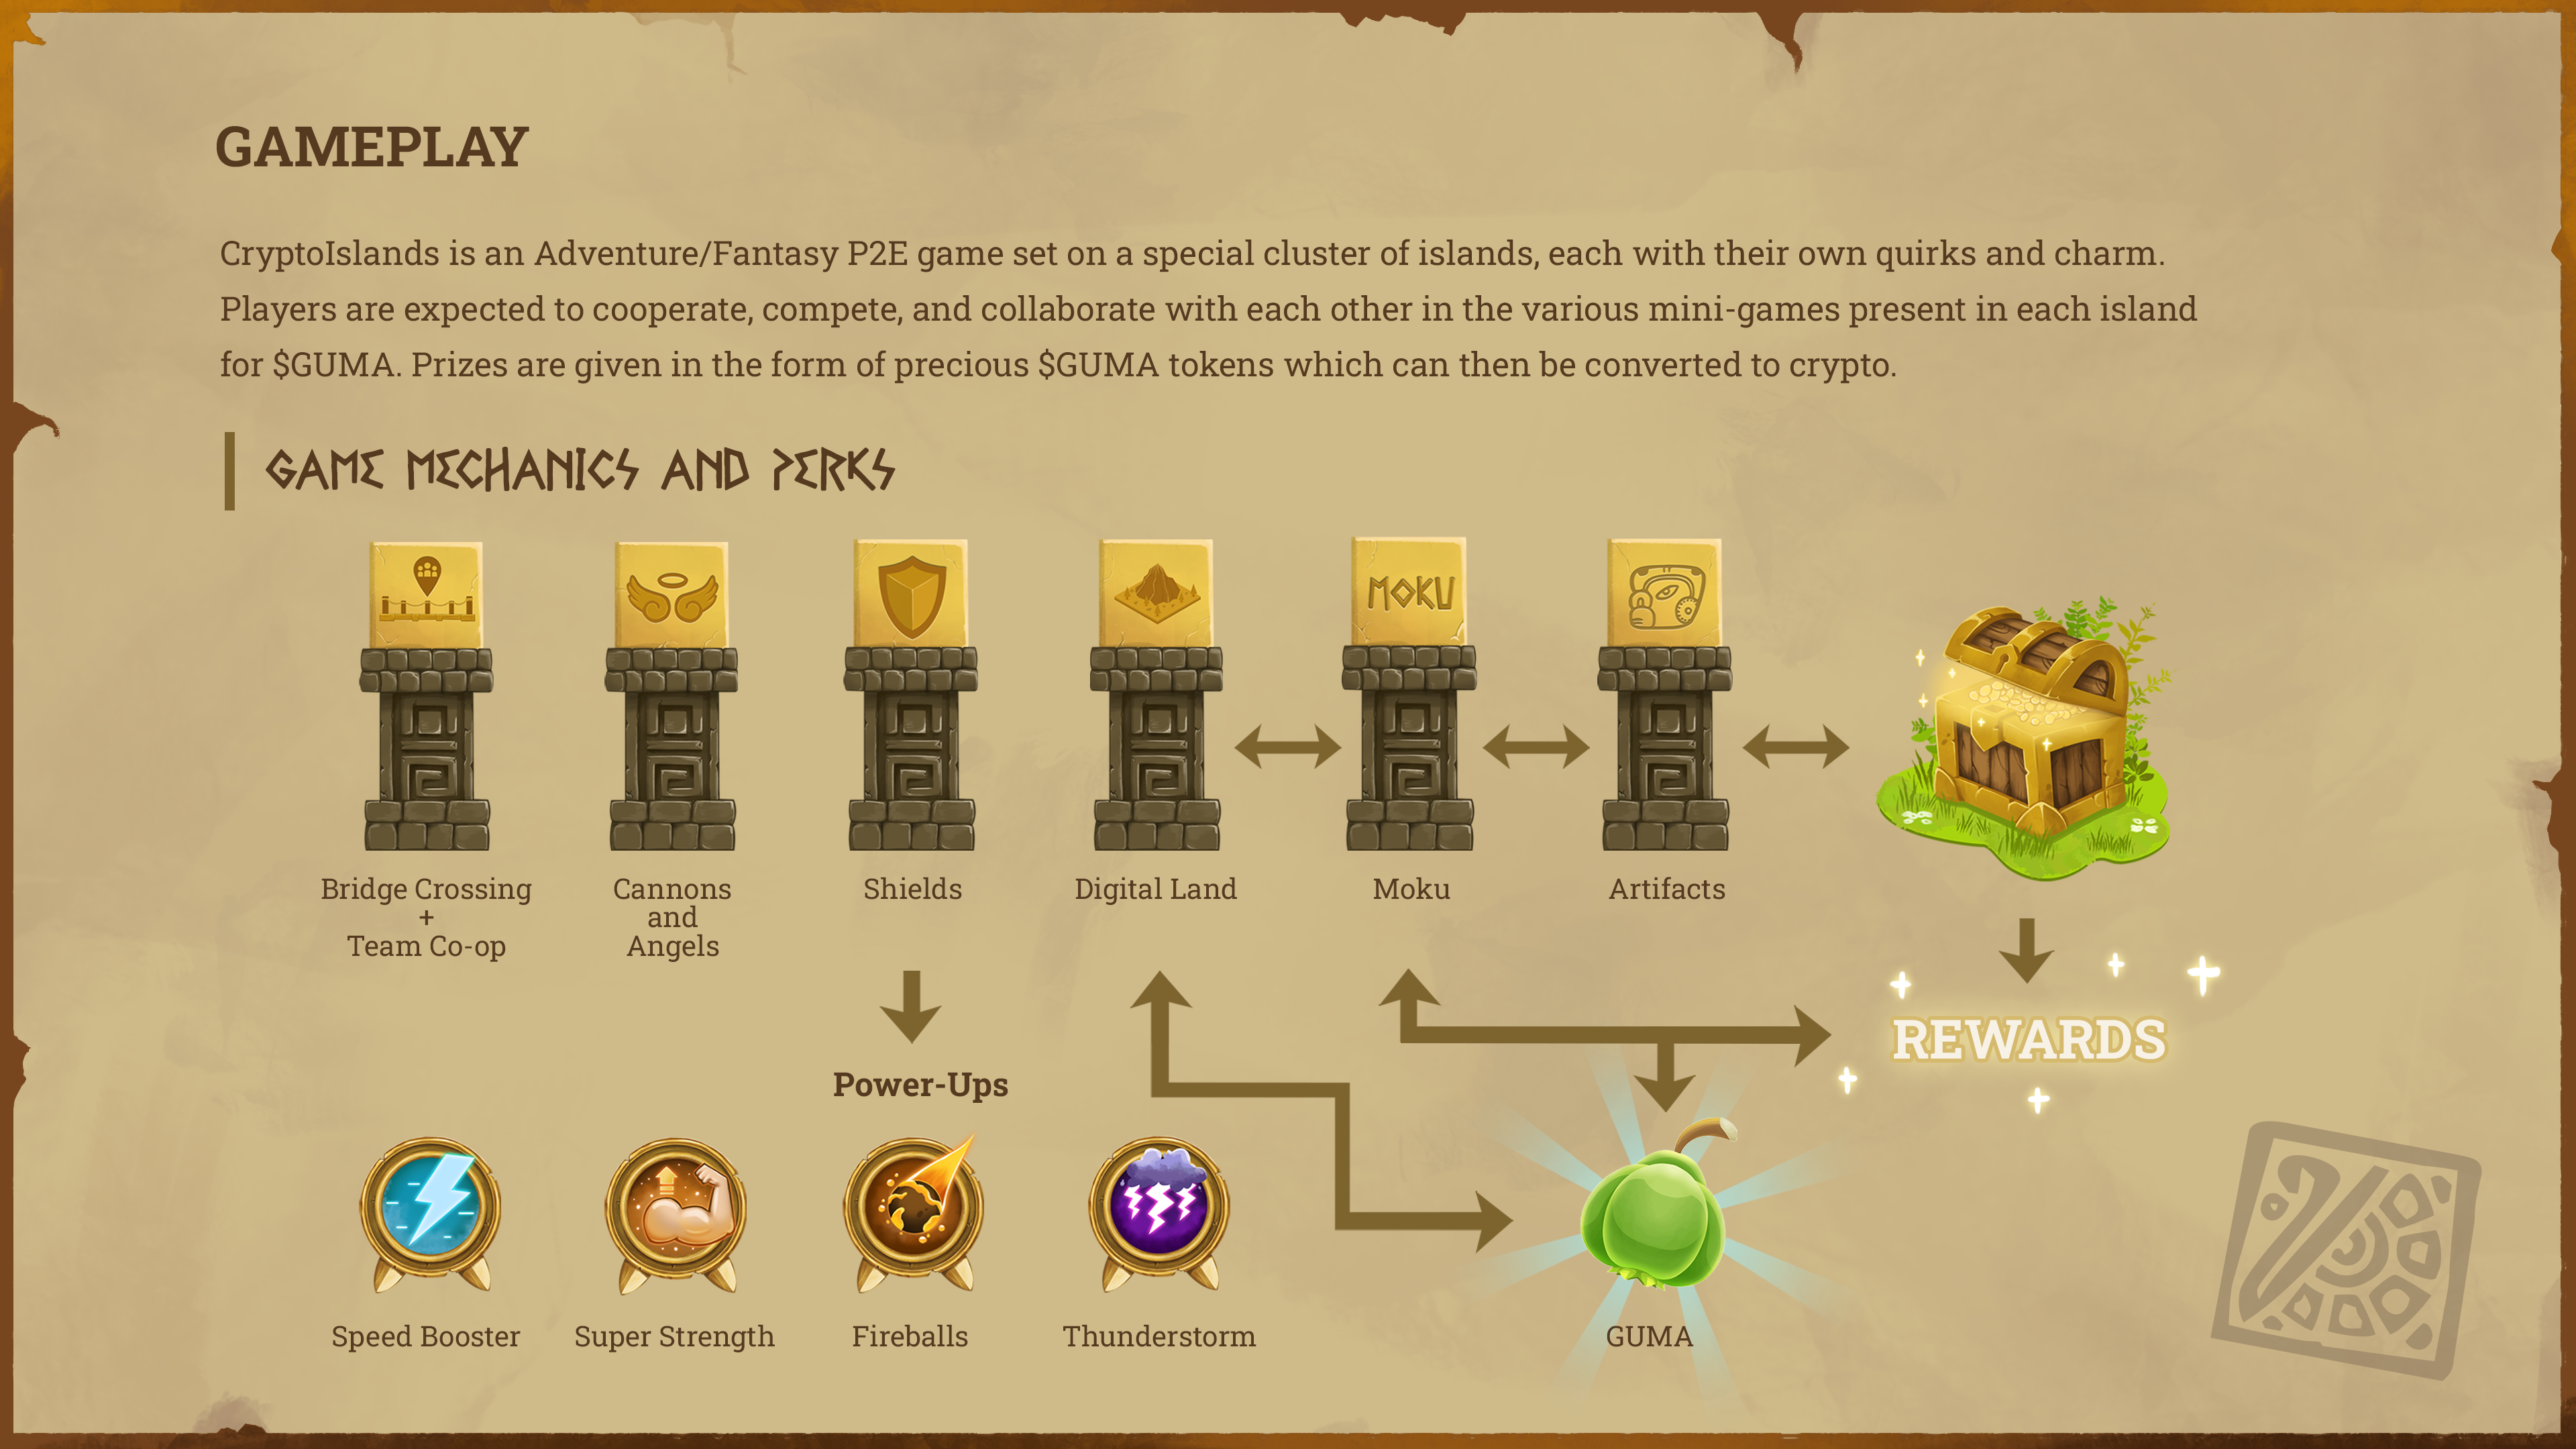 GAMEPLAY
CryptoIslands is an Adventure/Fantasy P2E game set on a special cluster of islands, each with their own quirks and charm.
Players are expected to cooperate, compete, and collaborate with each other in the various mini-games present in each island
for $GUMA. Prizes are given in the form of precious $GUMA tokens which can then be converted to crypto.
GAME MECHANICS AND PERKS
MOKU
Bridge Crossing
+
Team Co-op
Cannons
and
Angels
Shields
Digital Land
Moku
Artifacts
REWARDS
Power-Ups
Speed Booster
Super Strength
Fireballs
Thunderstorm
GUMA